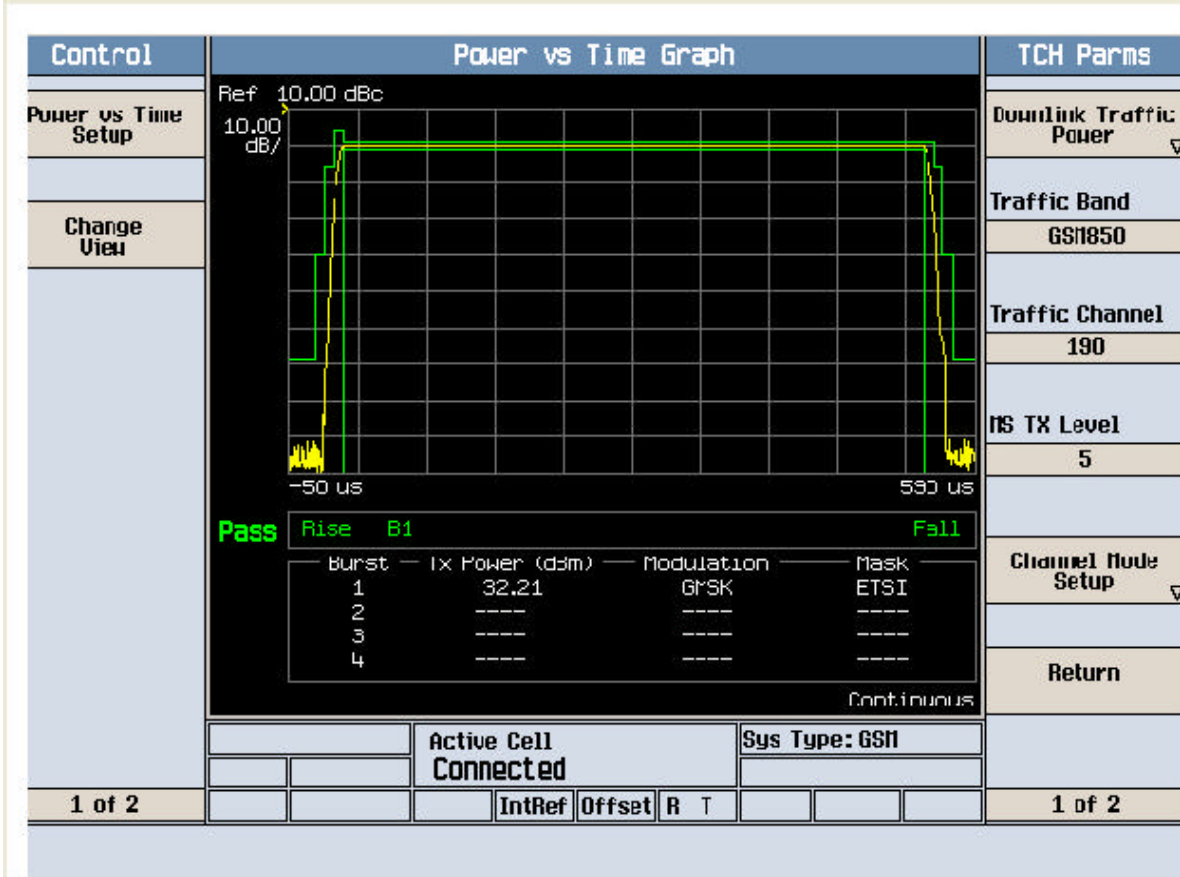 Control
Power vs Time Graph
TCH Parms
Power vs Time
Setup
Change
View
1 of 2
Ref 10.00 dBc
10.00
dB/
-50 us
590 us
Pass
Rise B1 Fall
Burst Tx Power (dBm) Modulation Mask
1 32.21 GMSK ETSI
2 ---- ---- ----
3 ---- ---- ----
4 ---- ---- ----
Continuous
Active Cell
Connected
Sys Type: GSM
IntRef Offset R T
Downlink Traffic
Power
Traffic Band
GSM850
Traffic Channel
190
MS TX Level
5
Channel Mode
Setup
Return
1 of 2